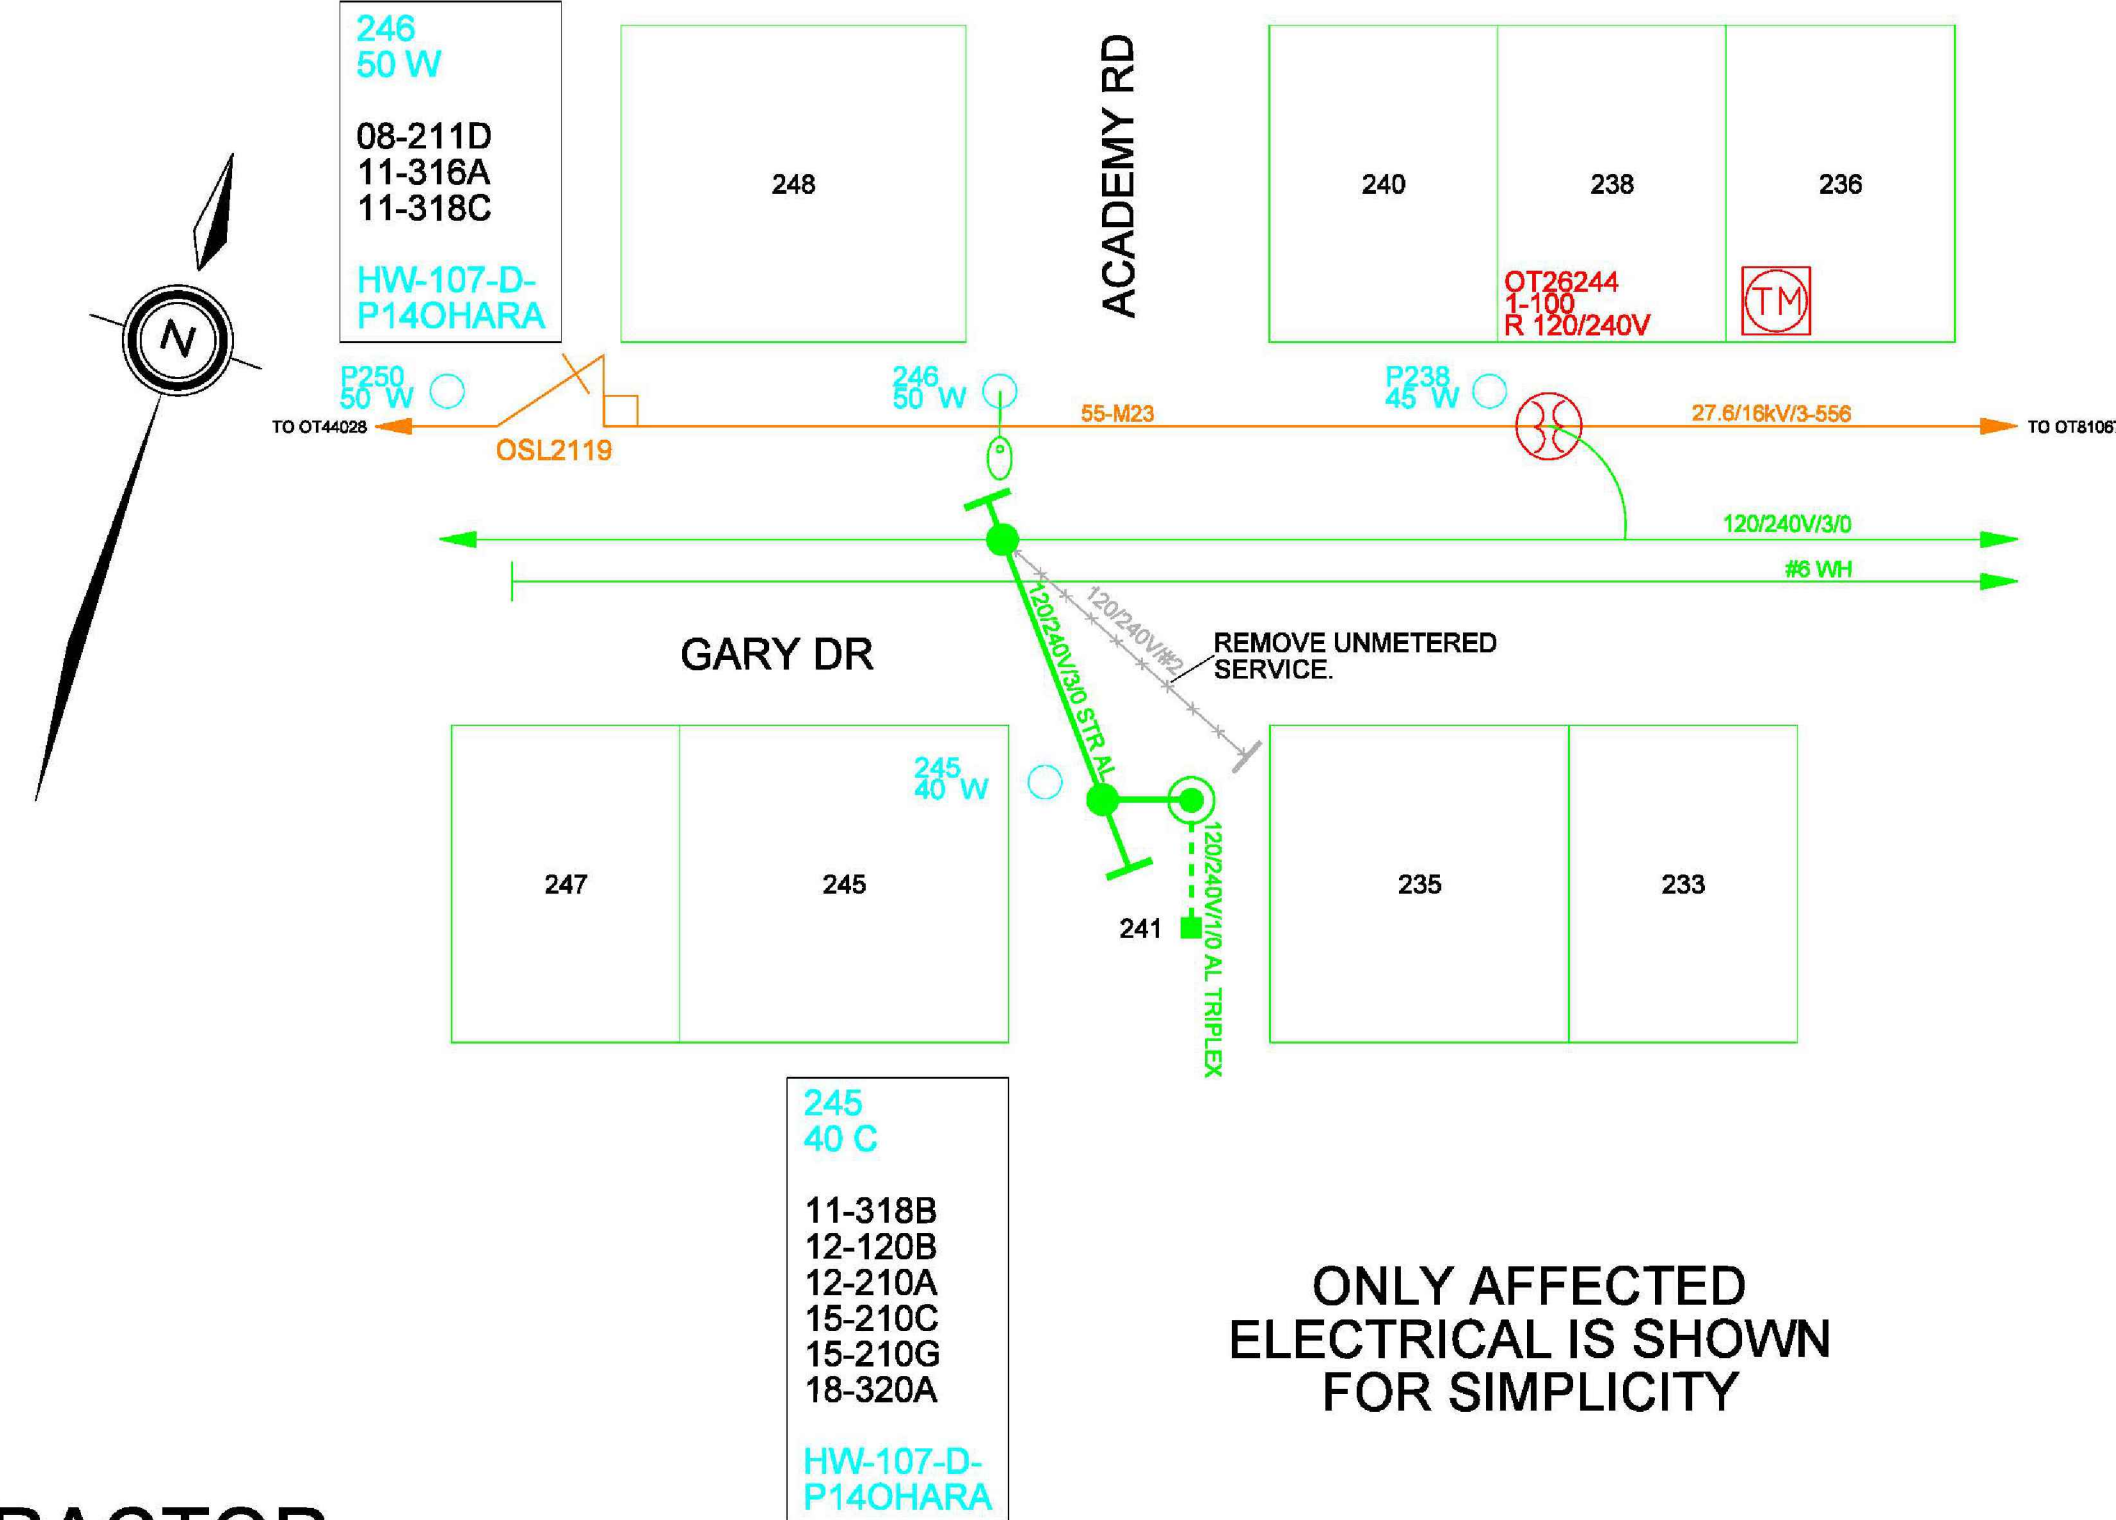 246
50 W
08-211D
11-316A
11-318C
HW-107-D-
P14OHARA
248
ACADEMY RD
240
238
236
OT26244
1-100
R 120/240V
TM
N
P250
50 W
246
50 W
P238
45 W
TO OT44028
OSL2119
55-M23
27.6/16kV/3-556
TO OT8106
120/240V/3/0
#6 WH
GARY DR
120/240V/3/0 STR AL
120/240V/#2
REMOVE UNMETERED
SERVICE.
247
245
245
40 W
241
120/240V/1/0 AL TRIPLEX
235
233
245
40 C
11-318B
12-120B
12-210A
15-210C
15-210G
18-320A
HW-107-D-
P14OHARA
ONLY AFFECTED
ELECTRICAL IS SHOWN
FOR SIMPLICITY